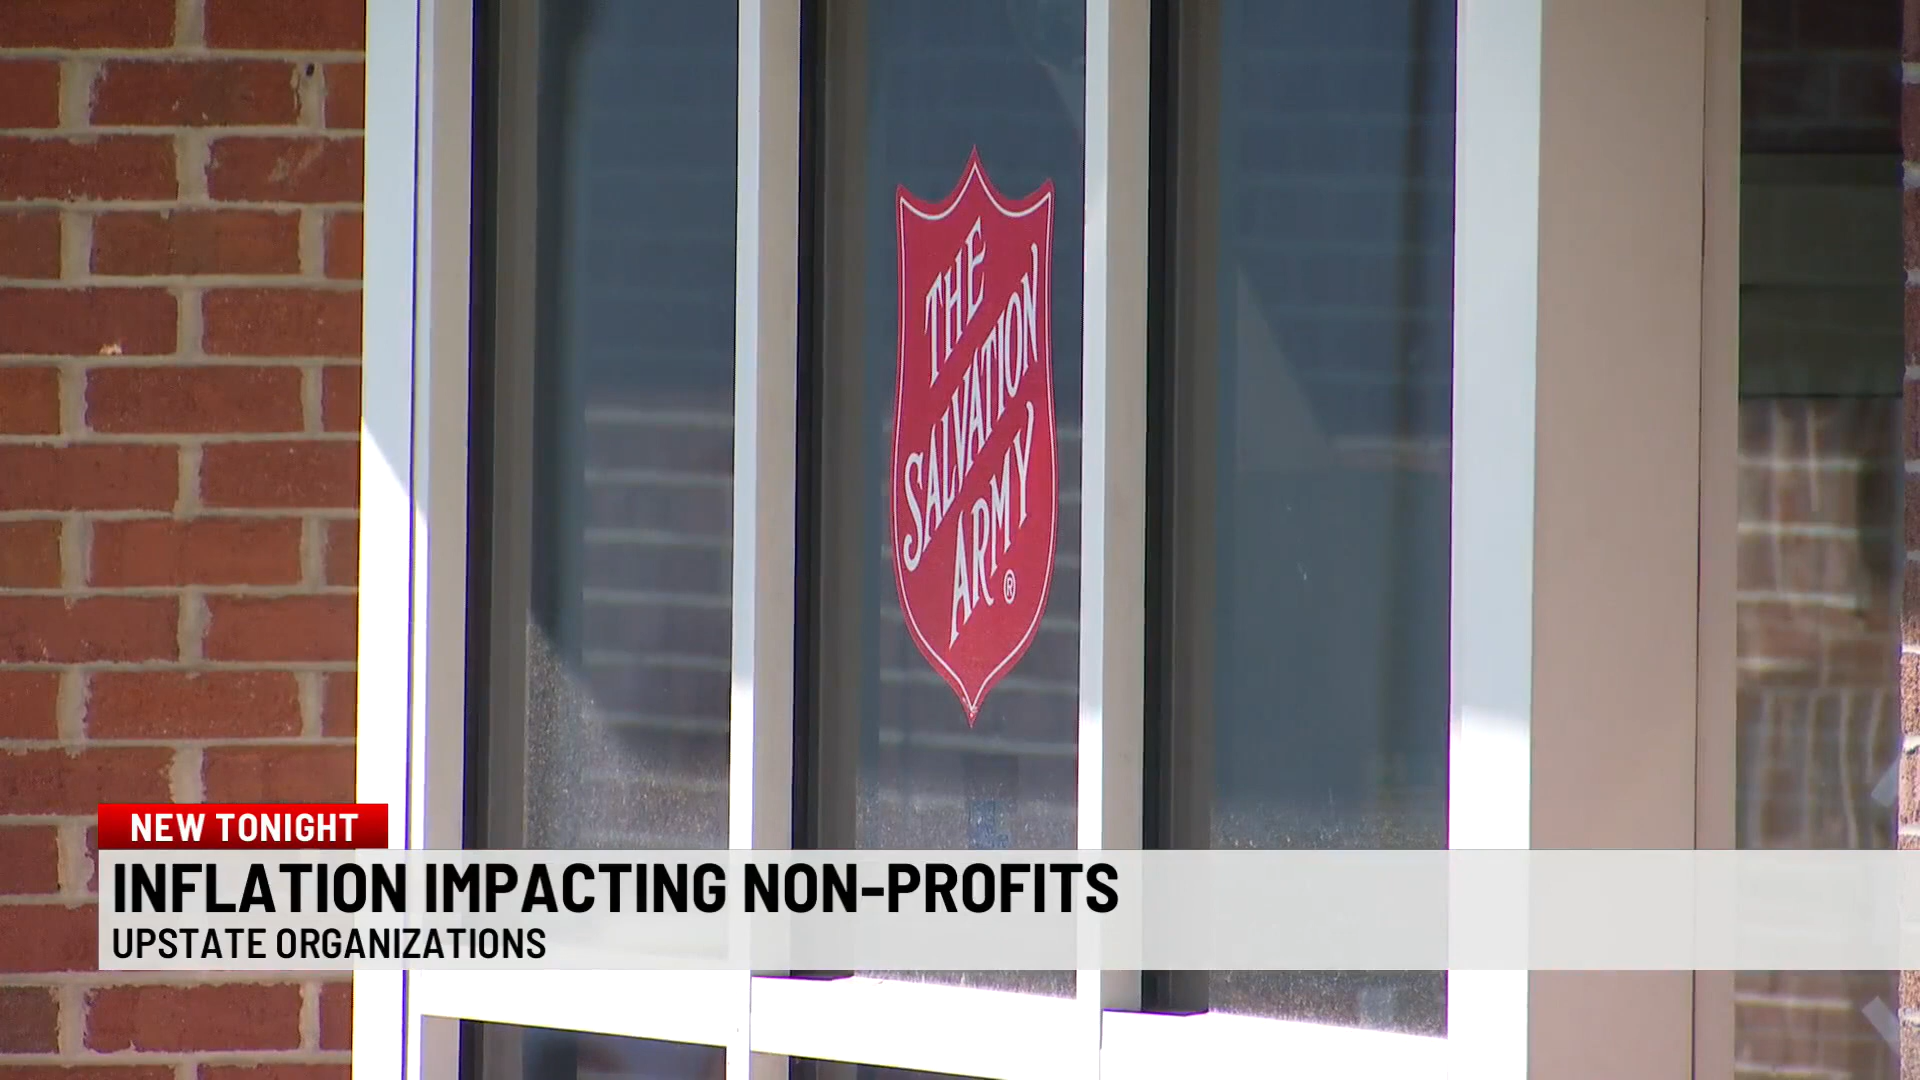 THE
SALVATION
ARMY®
NEW TONIGHT
INFLATION IMPACTING NON-PROFITS
UPSTATE ORGANIZATIONS